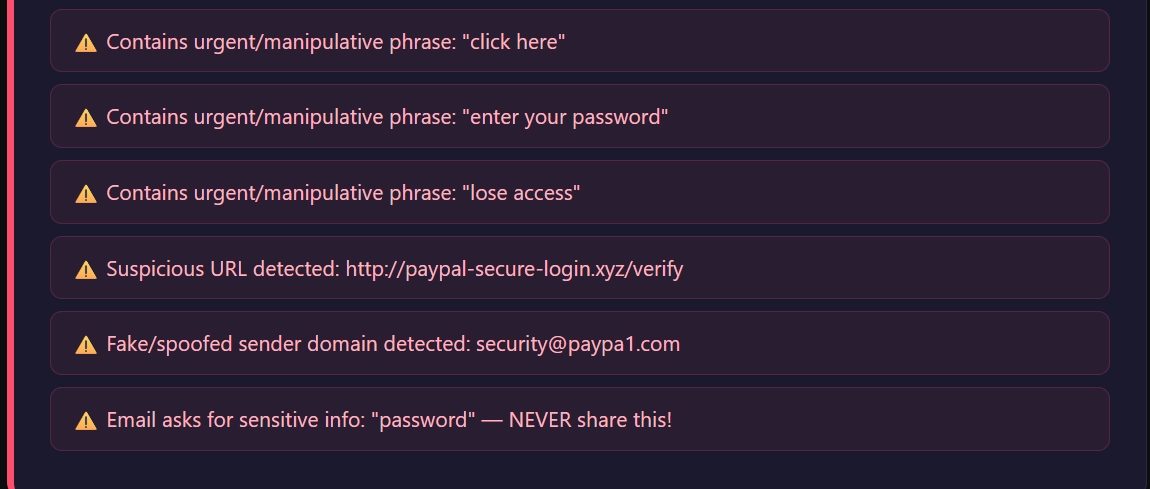 ⚠ Contains urgent/manipulative phrase: "click here"
⚠ Contains urgent/manipulative phrase: "enter your password"
⚠ Contains urgent/manipulative phrase: "lose access"
⚠ Suspicious URL detected: http://paypal-secure-login.xyz/verify
⚠ Fake/spoofed sender domain detected: security@paypa1.com
⚠ Email asks for sensitive info: "password" — NEVER share this!